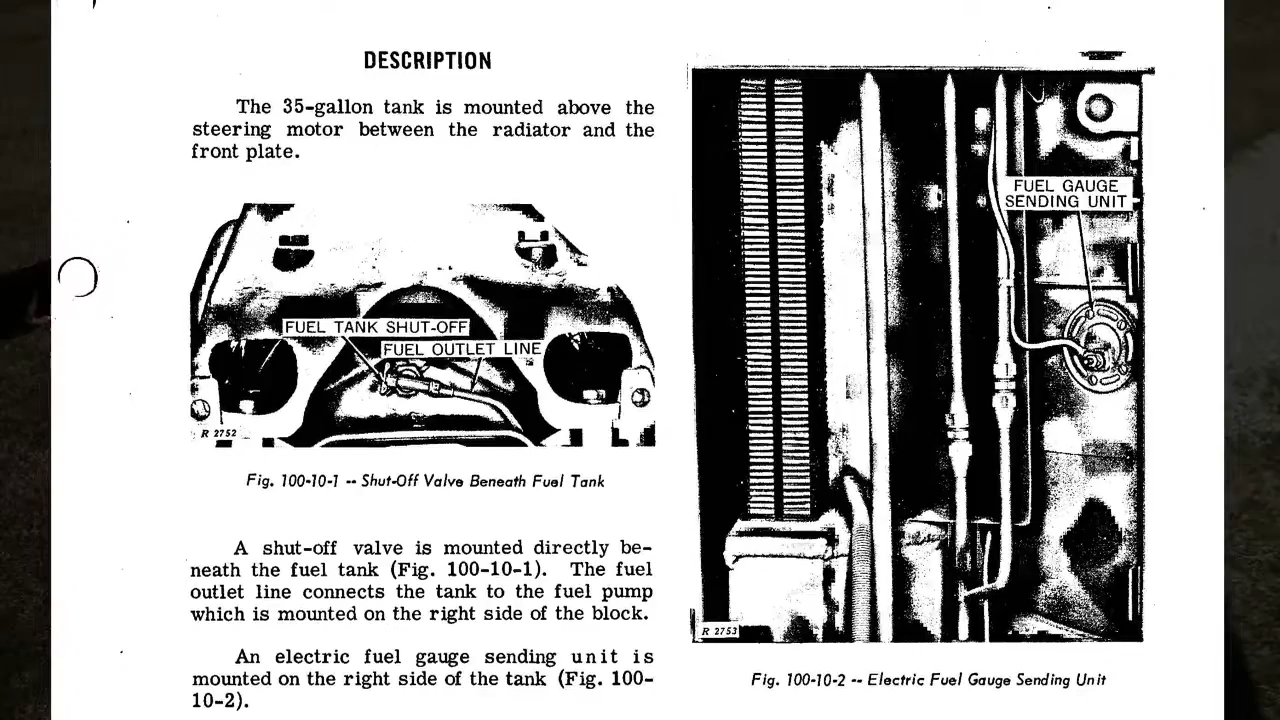 DESCRIPTION
The 35-gallon tank is mounted above the
steering motor between the radiator and the
front plate.
FUEL TANK SHUT-OFF
FUEL OUTLET LINE
R 2752
Fig. 100-10-1 -- Shut-Off Valve Beneath Fuel Tank
A shut-off valve is mounted directly be-
neath the fuel tank (Fig. 100-10-1). The fuel
outlet line connects the tank to the fuel pump
which is mounted on the right side of the block.
An electric fuel gauge sending unit is
mounted on the right side of the tank (Fig. 100-
10-2).
FUEL GAUGE
SENDING UNIT
R 2753
Fig. 100-10-2 -- Electric Fuel Gauge Sending Unit